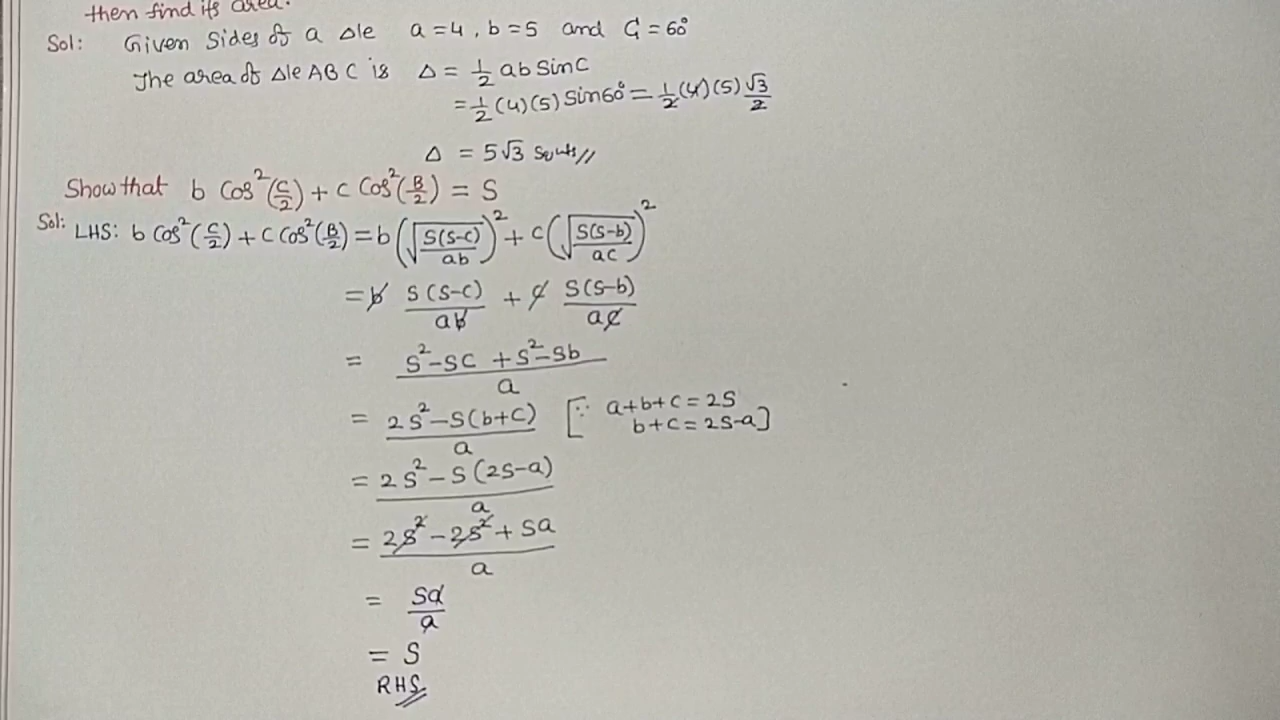 then find its area.
Sol: Given Sides of a Δle a = 4, b = 5 and C = 60°
The area of Δle ABC is Δ = 1/2 ab Sin C
= 1/2 (4)(5) Sin 60° = 1/2 (4)(5) √3/2
Δ = 5√3 Sunits//
Show that b Cos²(C/2) + c Cos²(B/2) = S
Sol: LHS: b Cos²(C/2) + c Cos²(B/2) = b (√(S(S-c)/ab))² + c (√(S(S-b)/ac))²
= b S(S-c)/ab + c S(S-b)/ac
= (S²-SC + S²-Sb)/a
= (2S²-S(b+c))/a [∵ a+b+c = 2S
b+c = 2S-a]
= (2S²-S(2S-a))/a
= (2S²-2S²+Sa)/a
= Sa/a
= S
RHS//